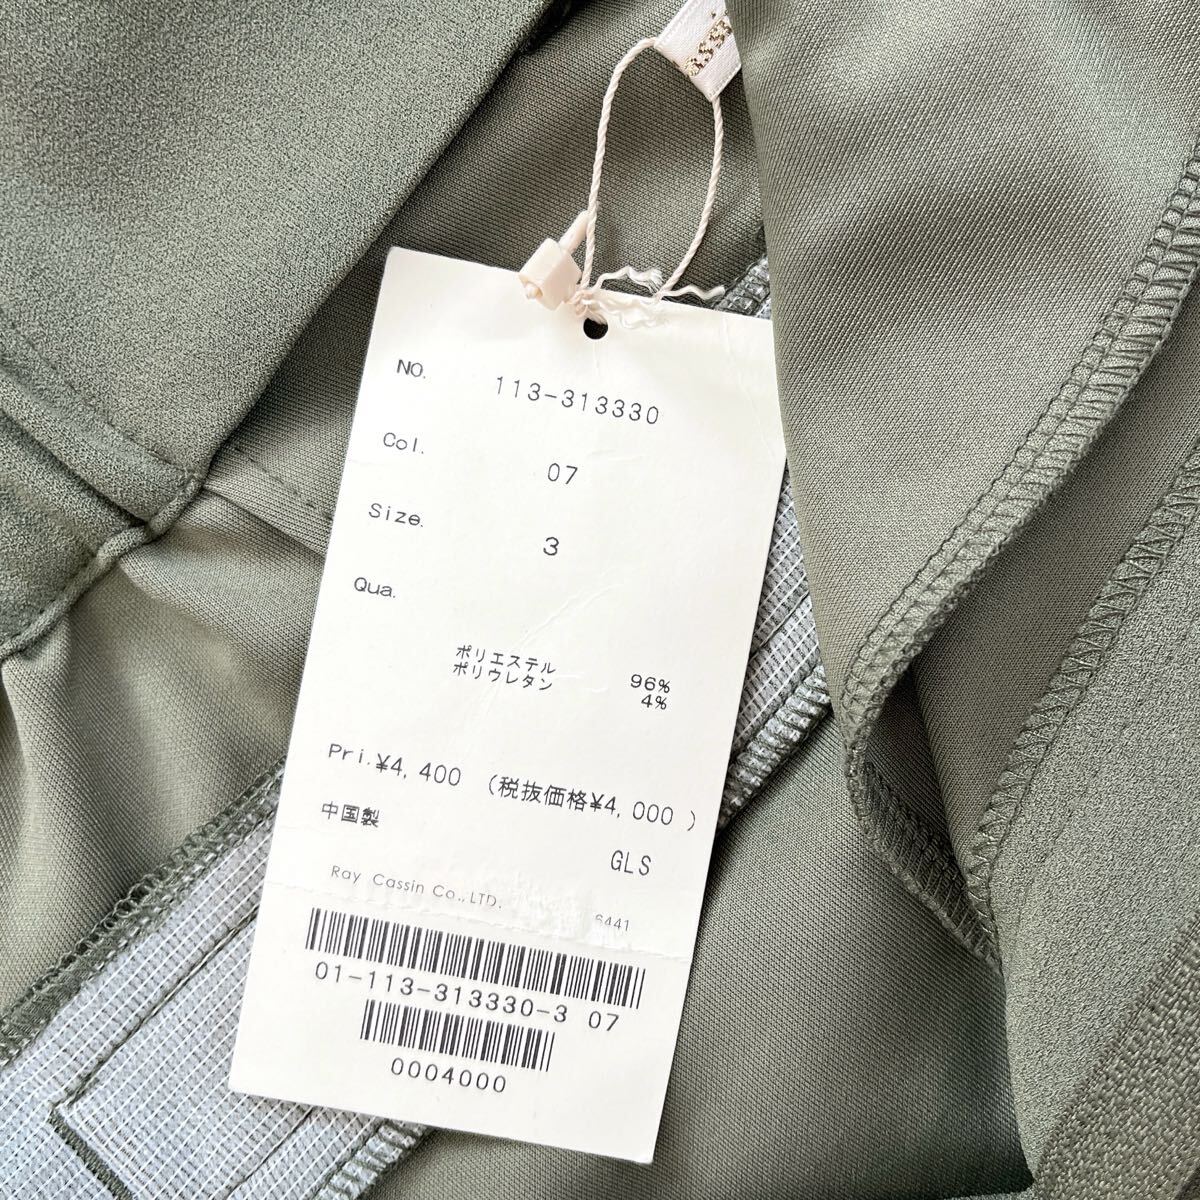 NO. 113-313330
Col. 07
Size. 3
Qua.
ポリエステル 96%
ポリウレタン 4%
Pri.¥4,400 (税抜価格¥4,000 )
中国製
GLS
Ray Cassin Co.,LTD.
6441
01-113-313330-3 07
0004000